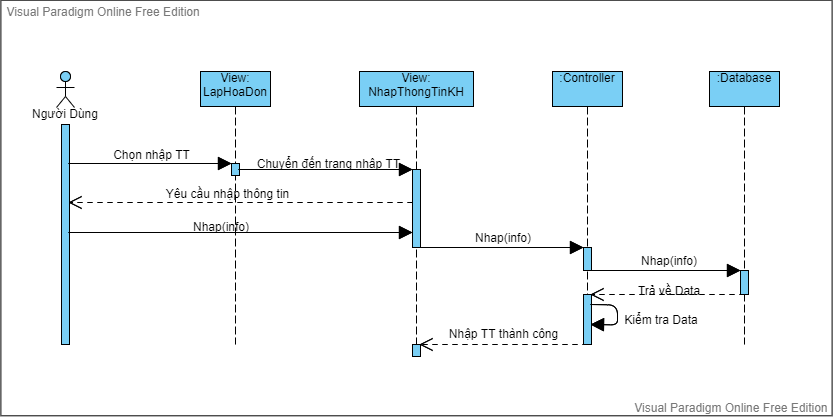 Visual Paradigm Online Free Edition
View:
LapHoaDon
View:
NhapThongTinKH
:Controller
:Database
Người Dùng
Chọn nhập TT
Chuyển đến trang nhập TT
Yêu cầu nhập thông tin
Nhap(info)
Nhap(info)
Nhap(info)
Trả về Data
Kiểm tra Data
Nhập TT thành công
Visual Paradigm Online Free Edition